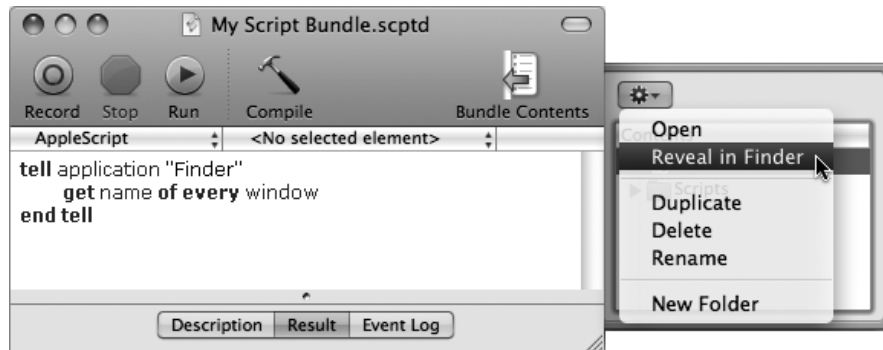 My Script Bundle.scptd
Record Stop Run Compile Bundle Contents
AppleScript <No selected element>
tell application "Finder"
get name of every window
end tell
Description Result Event Log
Open
Reveal in Finder
Scripts
Duplicate
Delete
Rename
New Folder